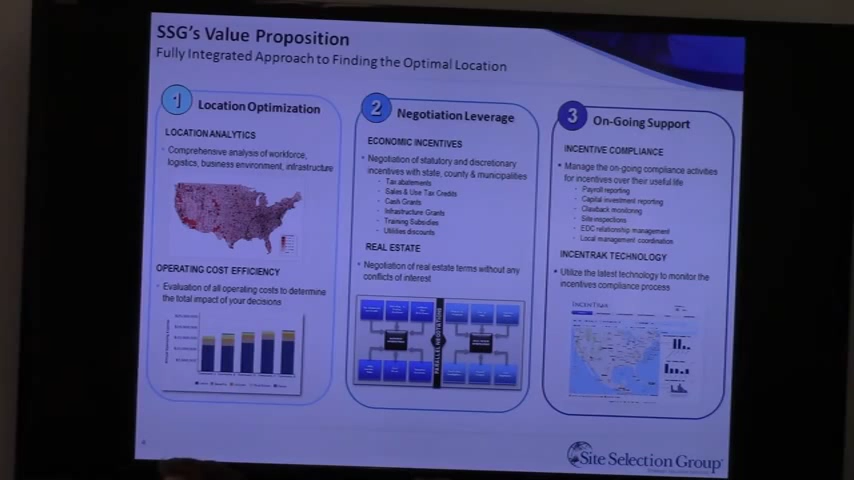 SSG's Value Proposition
Fully Integrated Approach to Finding the Optimal Location
1 Location Optimization
LOCATION ANALYTICS
Comprehensive analysis of workforce,
logistics, business environment, infrastructure
OPERATING COST EFFICIENCY
Evaluation of all operating costs to determine
the total impact of your decisions
2 Negotiation Leverage
ECONOMIC INCENTIVES
Negotiation of statutory and discretionary
incentives with state, county & municipalities
Tax abatements
Sales & Use Tax Credits
Cash Grants
Infrastructure Grants
Training Subsidies
Utilities discounts
REAL ESTATE
Negotiation of real estate terms without any
conflicts of interest
PARALLEL NEGOTIATION
3 On-Going Support
INCENTIVE COMPLIANCE
Manage the on-going compliance activities
for incentives over their useful life
Payroll reporting
Capital investment reporting
Clawback monitoring
Site inspections
EDC relationship management
Local management coordination
INCENTRAK TECHNOLOGY
Utilize the latest technology to monitor the
incentives compliance process
Site Selection Group